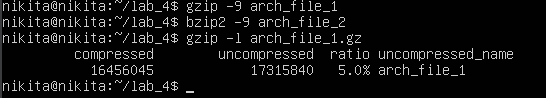 nikita@nikita:~/lab_4$ gzip -9 arch_file_1
nikita@nikita:~/lab_4$ bzip2 -9 arch_file_2
nikita@nikita:~/lab_4$ gzip -l arch_file_1.gz
compressed uncompressed ratio uncompressed_name
16456045 17315840 5.0% arch_file_1
nikita@nikita:~/lab_4$ _